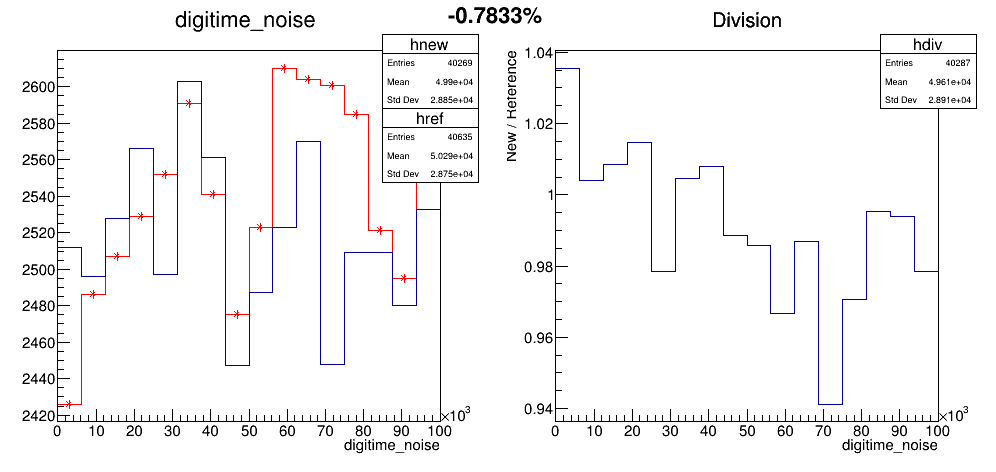 digitime_noise
-0.7833%
Division
hnew
Entries 40269
Mean 4.99e+04
Std Dev 2.885e+04
href
Entries 40635
Mean 5.029e+04
Std Dev 2.875e+04
2600
2580
2560
2540
2520
2500
2480
2460
2440
2420
0 10 20 30 40 50 60 70 80 90 100
×10³
digitime_noise
hdiv
Entries 40287
Mean 4.961e+04
Std Dev 2.891e+04
New / Reference
1.04
1.02
1
0.98
0.96
0.94
0 10 20 30 40 50 60 70 80 90 100
×10³
digitime_noise